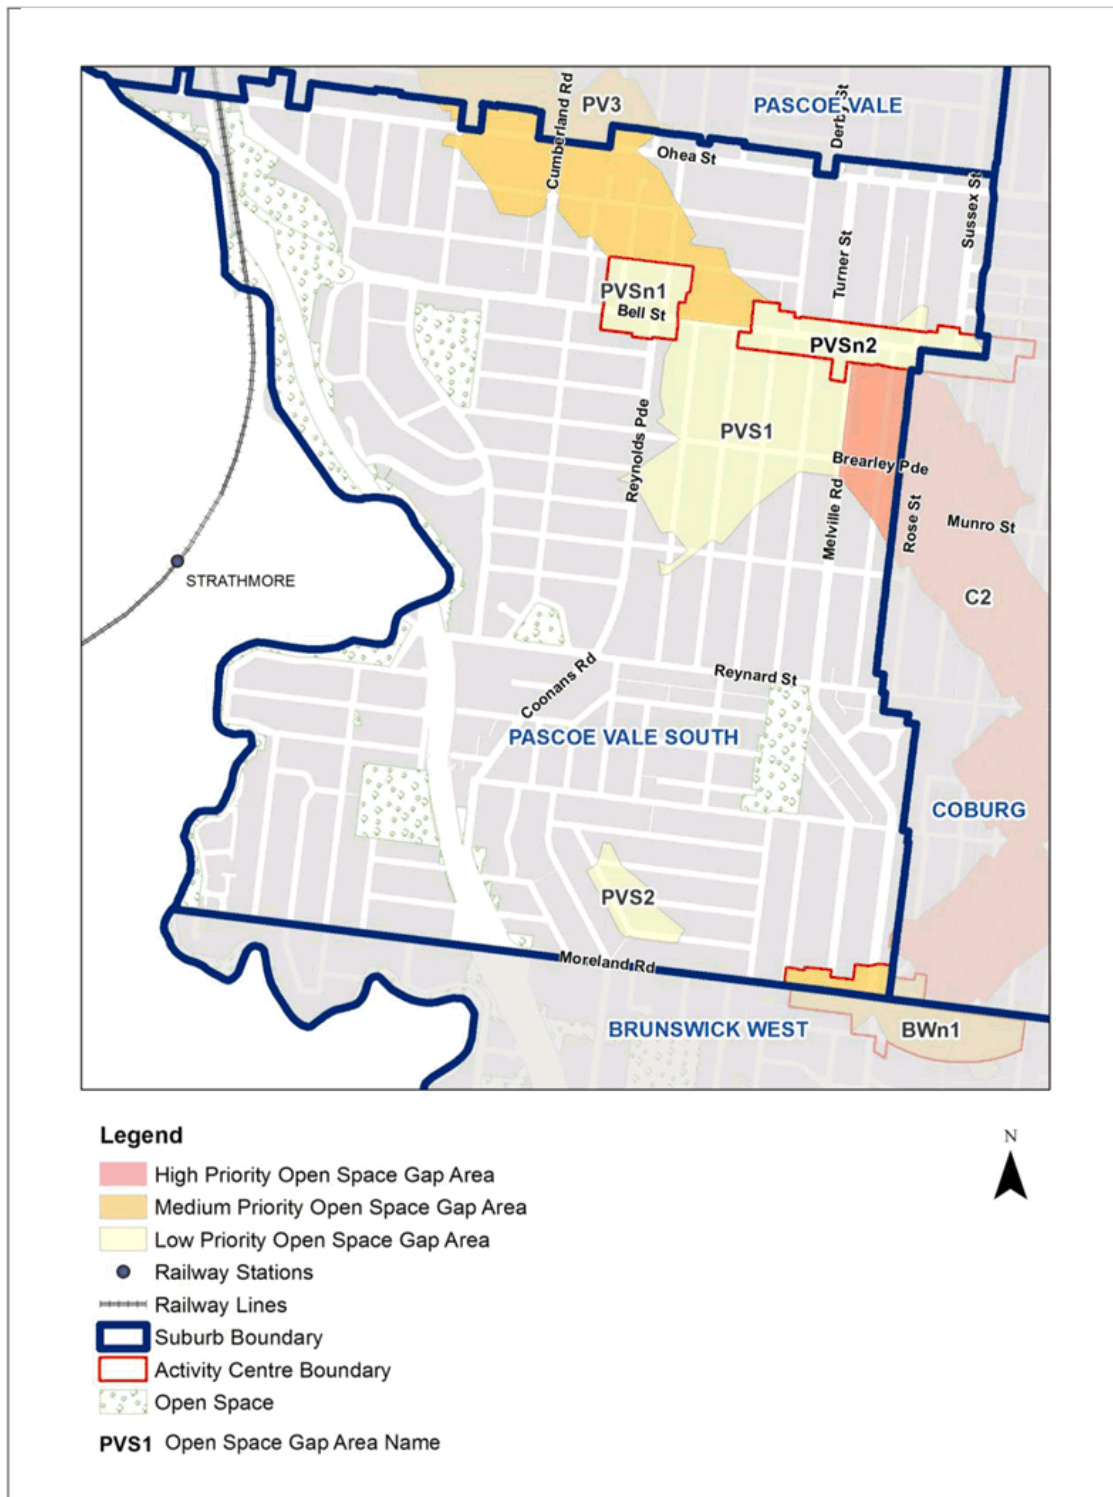 PV3
PASCOE VALE
Cumberland Rd
Derby St
Ohea St
Sussex St
Turner St
PVSn1
Bell St
PVSn2
PVS1
Reynolds Pde
Brearley Pde
Melville Rd
Rose St
Munro St
STRATHMORE
C2
Reynard St
Coonans Rd
PASCOE VALE SOUTH
COBURG
PVS2
Moreland Rd
BRUNSWICK WEST
BWn1
Legend
N
High Priority Open Space Gap Area
Medium Priority Open Space Gap Area
Low Priority Open Space Gap Area
Railway Stations
Railway Lines
Suburb Boundary
Activity Centre Boundary
Open Space
PVS1 Open Space Gap Area Name